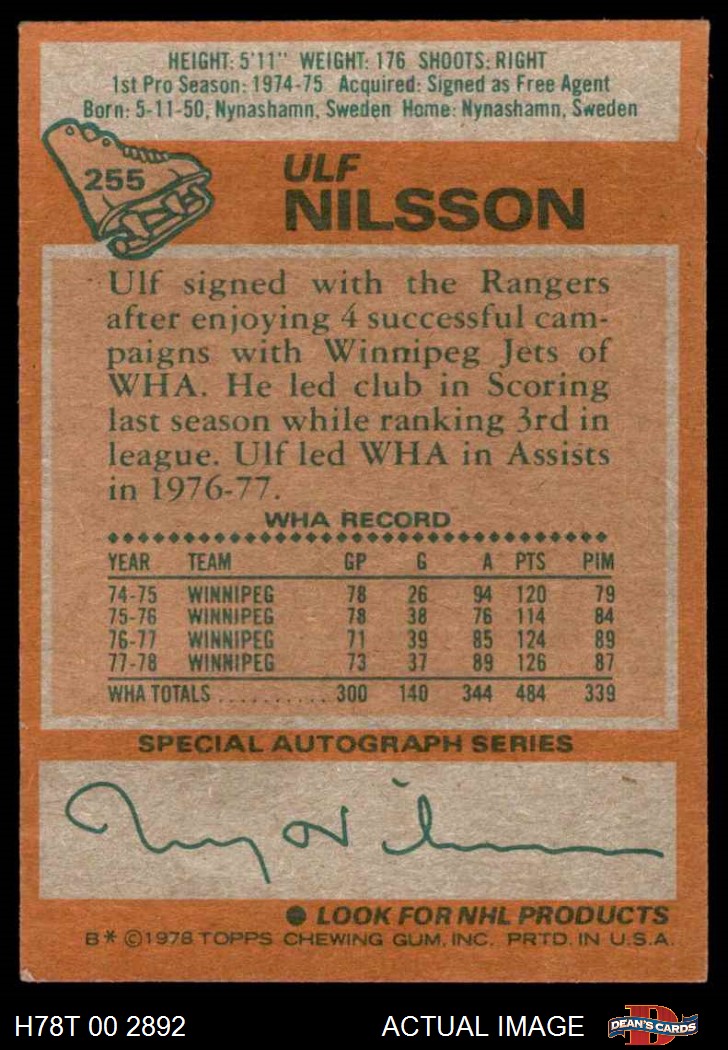 HEIGHT: 5'11" WEIGHT: 176 SHOOTS: RIGHT
1st Pro Season: 1974-75 Acquired: Signed as Free Agent
Born: 5-11-50, Nynashamn, Sweden Home: Nynashamn, Sweden
255
ULF
NILSSON
Ulf signed with the Rangers
after enjoying 4 successful cam-
paigns with Winnipeg Jets of
WHA. He led club in Scoring
last season while ranking 3rd in
league. Ulf led WHA in Assists
in 1976-77.
WHA RECORD
YEAR TEAM GP G A PTS PIM
74-75 WINNIPEG 78 26 94 120 79
75-76 WINNIPEG 78 38 76 114 84
76-77 WINNIPEG 71 39 85 124 89
77-78 WINNIPEG 73 37 89 126 87
WHA TOTALS .......... 300 140 344 484 339
SPECIAL AUTOGRAPH SERIES
● LOOK FOR NHL PRODUCTS
B* ©1978 TOPPS CHEWING GUM, INC. PRTD. IN U.S.A.
H78T 00 2892 ACTUAL IMAGE DEAN'S CARDS